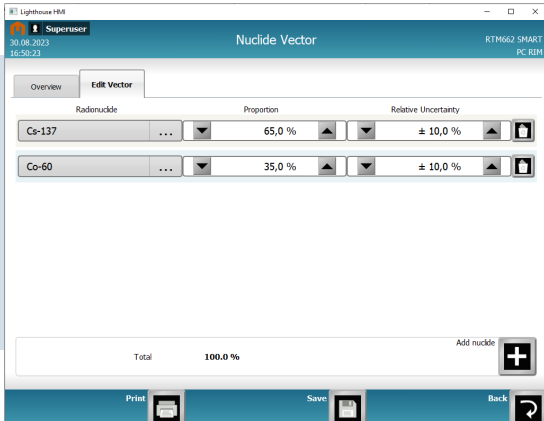 Lighthouse HMI
Superuser
30.08.2023
16:50:23
Nuclide Vector
RTM662 SMART
PC RIM
Overview
Edit Vector
Radionuclide Proportion Relative Uncertainty
Cs-137 ... 65,0 % ± 10,0 %
Co-60 ... 35,0 % ± 10,0 %
Add nuclide
Total 100.0 %
Print Save Back